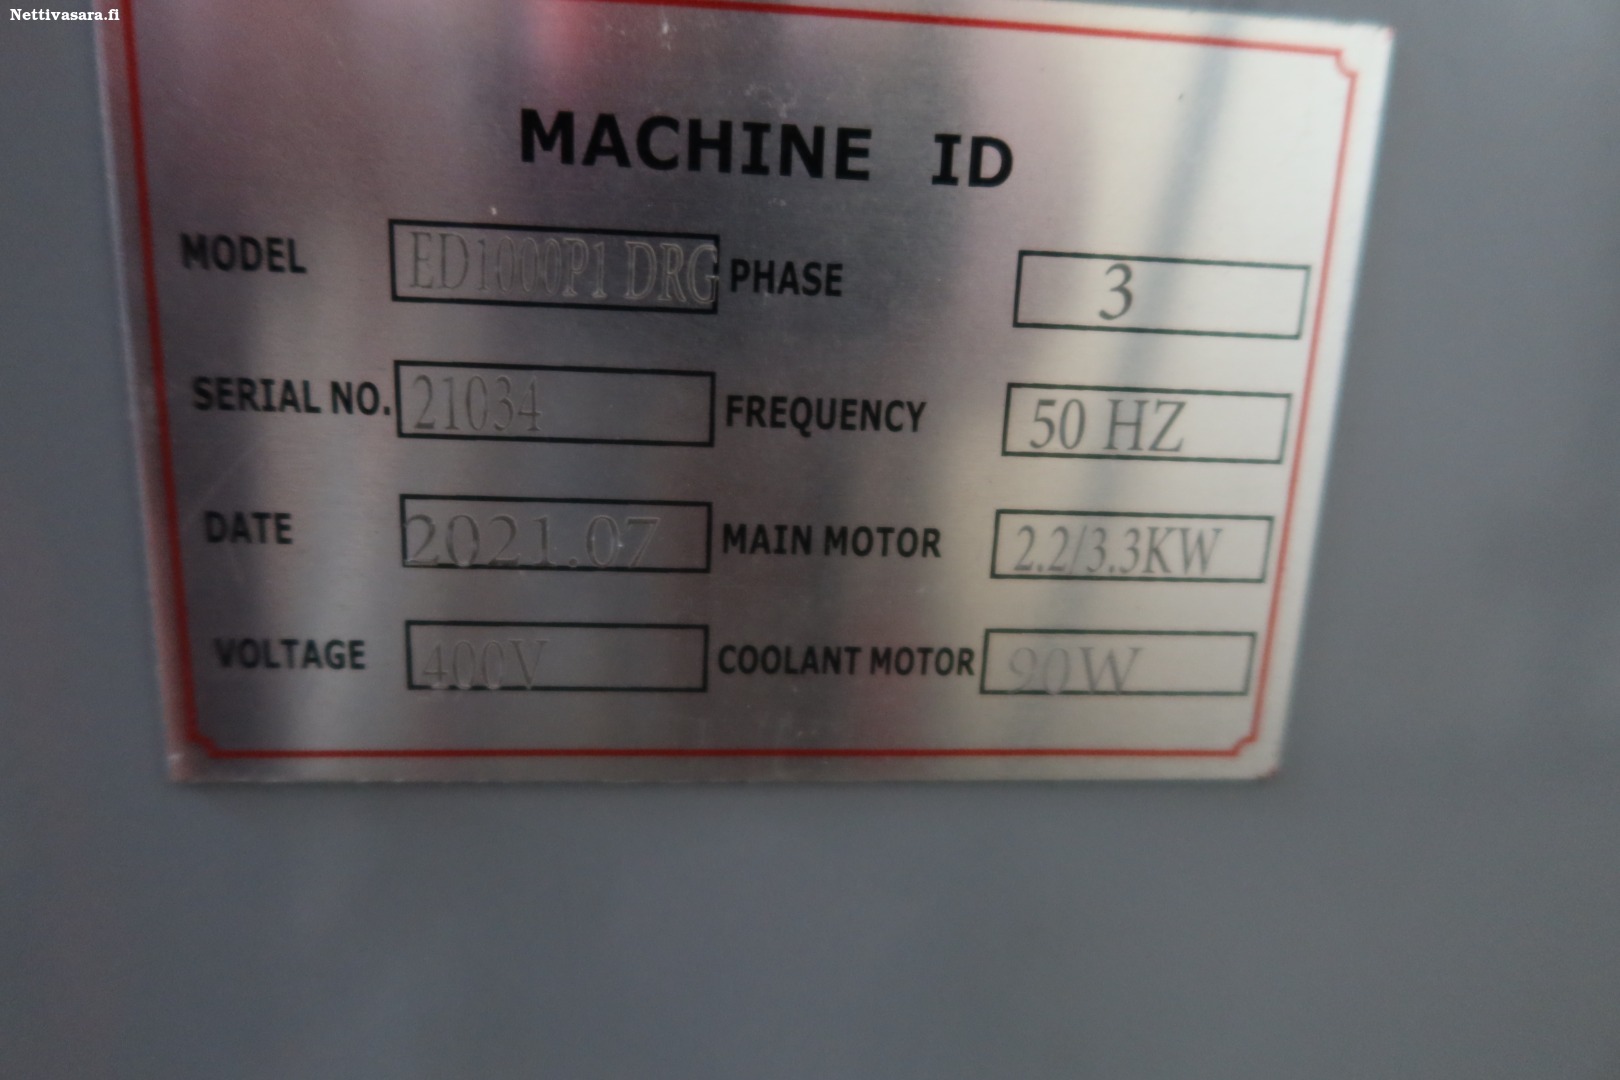 Nettivasara.fi
MACHINE ID
MODEL ED1000P1 DRG PHASE 3
SERIAL NO. 21034 FREQUENCY 50 HZ
DATE 2021.07 MAIN MOTOR 2.2/3.3KW
VOLTAGE 400V COOLANT MOTOR 90W